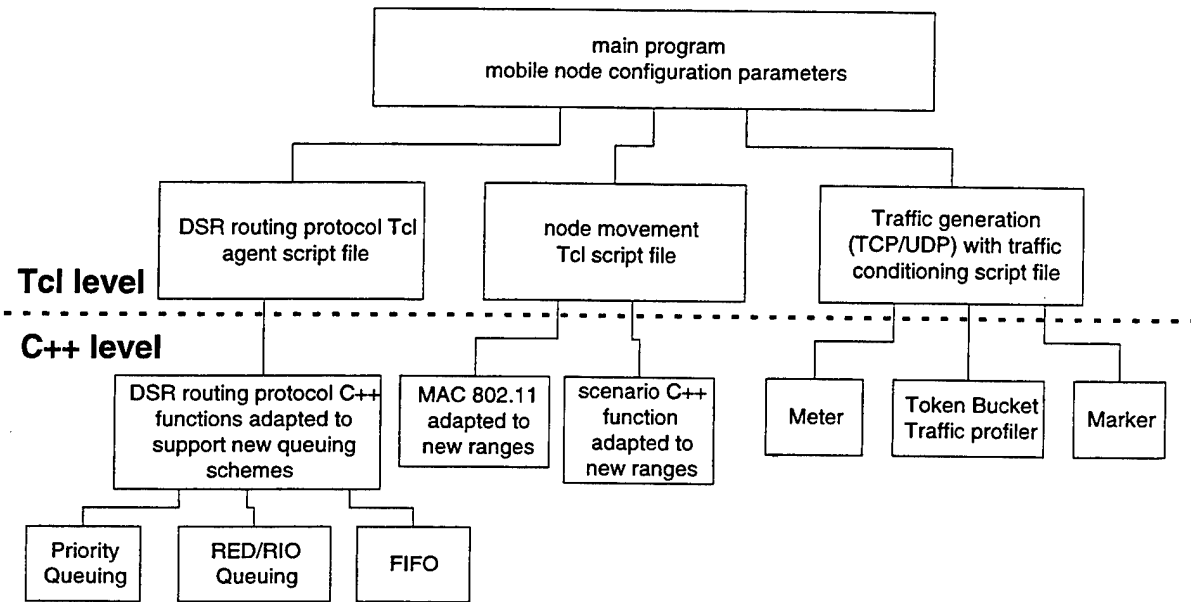 main program
mobile node configuration parameters
DSR routing protocol Tcl
agent script file
node movement
Tcl script file
Traffic generation
(TCP/UDP) with traffic
conditioning script file
Tcl level
C++ level
DSR routing protocol C++
functions adapted to
support new queuing
schemes
MAC 802.11
adapted to
new ranges
scenario C++
function
adapted to
new ranges
Meter
Token Bucket
Traffic profiler
Marker
Priority
Queuing
RED/RIO
Queuing
FIFO